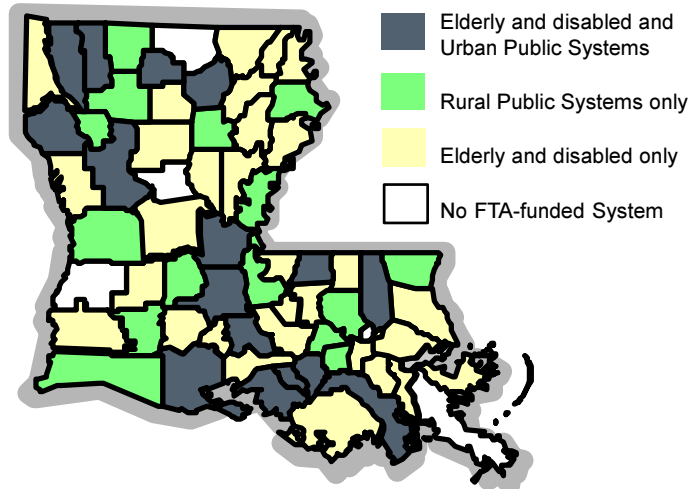 Elderly and disabled and
Urban Public Systems
Rural Public Systems only
Elderly and disabled only
No FTA-funded System